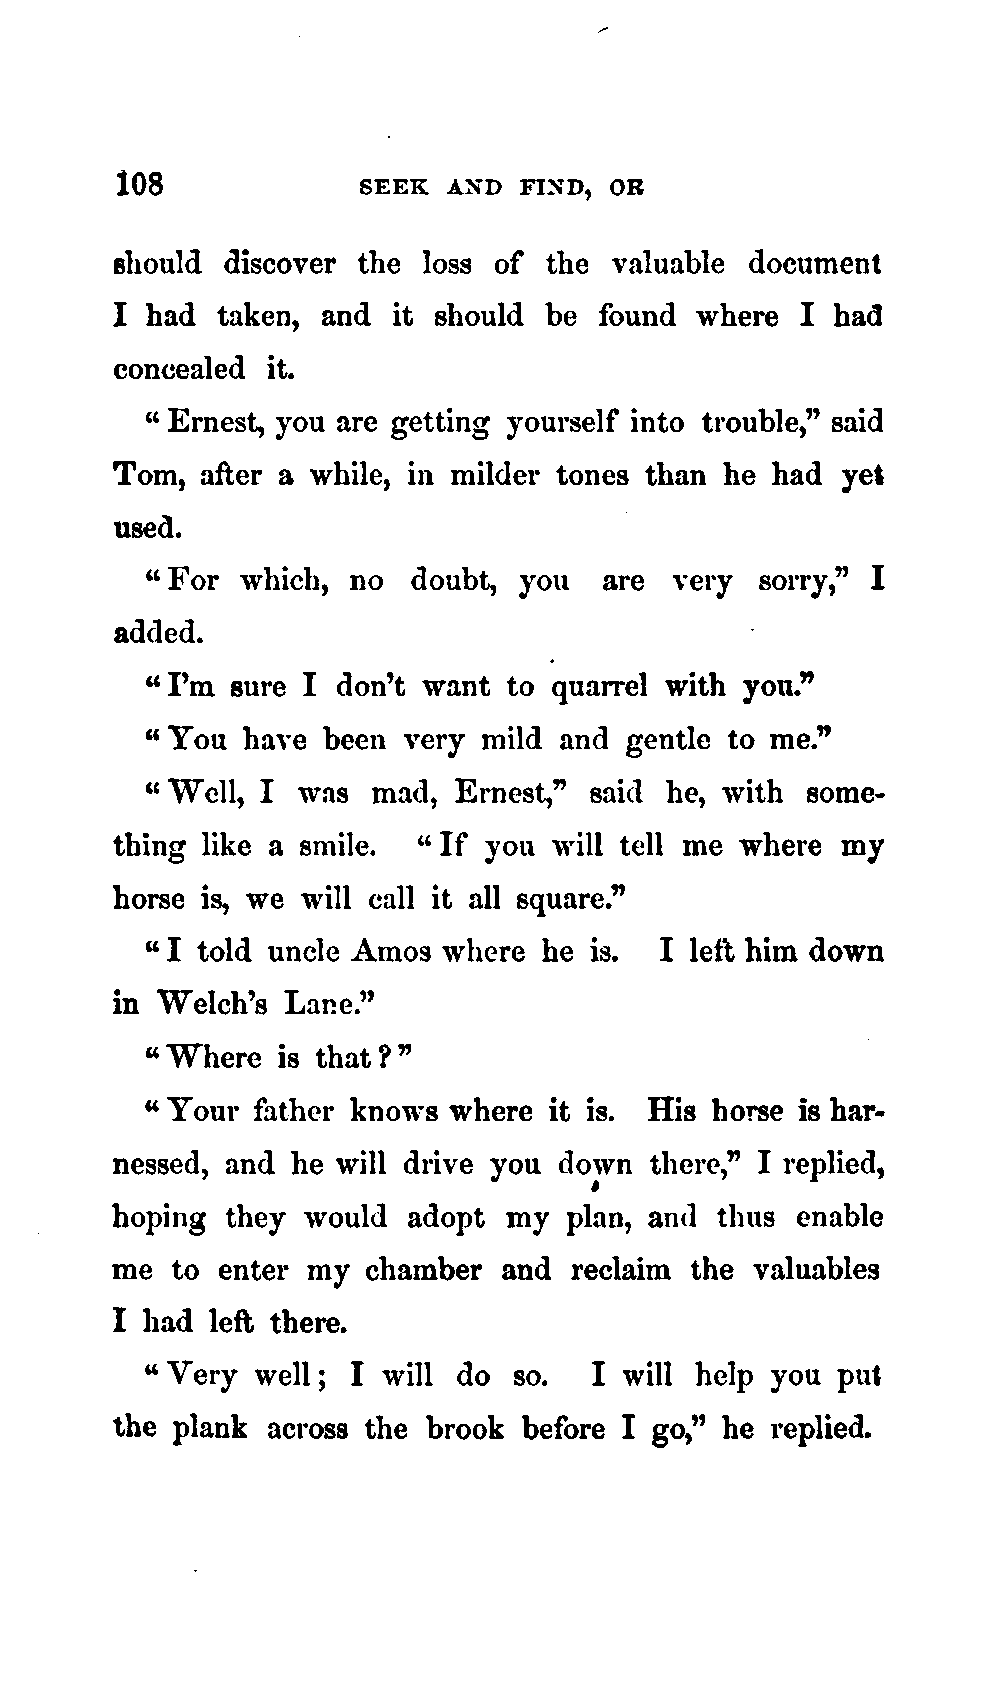 108 SEEK AND FIND, OR
should discover the loss of the valuable document
I had taken, and it should be found where I had
concealed it.
“Ernest, you are getting yourself into trouble,” said
Tom, after a while, in milder tones than he had yet
used.
“For which, no doubt, you are very sorry,” I
added.
“I’m sure I don’t want to quarrel with you.”
“You have been very mild and gentle to me.”
“Well, I was mad, Ernest,” said he, with some-
thing like a smile. “If you will tell me where my
horse is, we will call it all square.”
“I told uncle Amos where he is. I left him down
in Welch’s Lane.”
“Where is that?”
“Your father knows where it is. His horse is har-
nessed, and he will drive you down there,” I replied,
hoping they would adopt my plan, and thus enable
me to enter my chamber and reclaim the valuables
I had left there.
“Very well; I will do so. I will help you put
the plank across the brook before I go,” he replied.